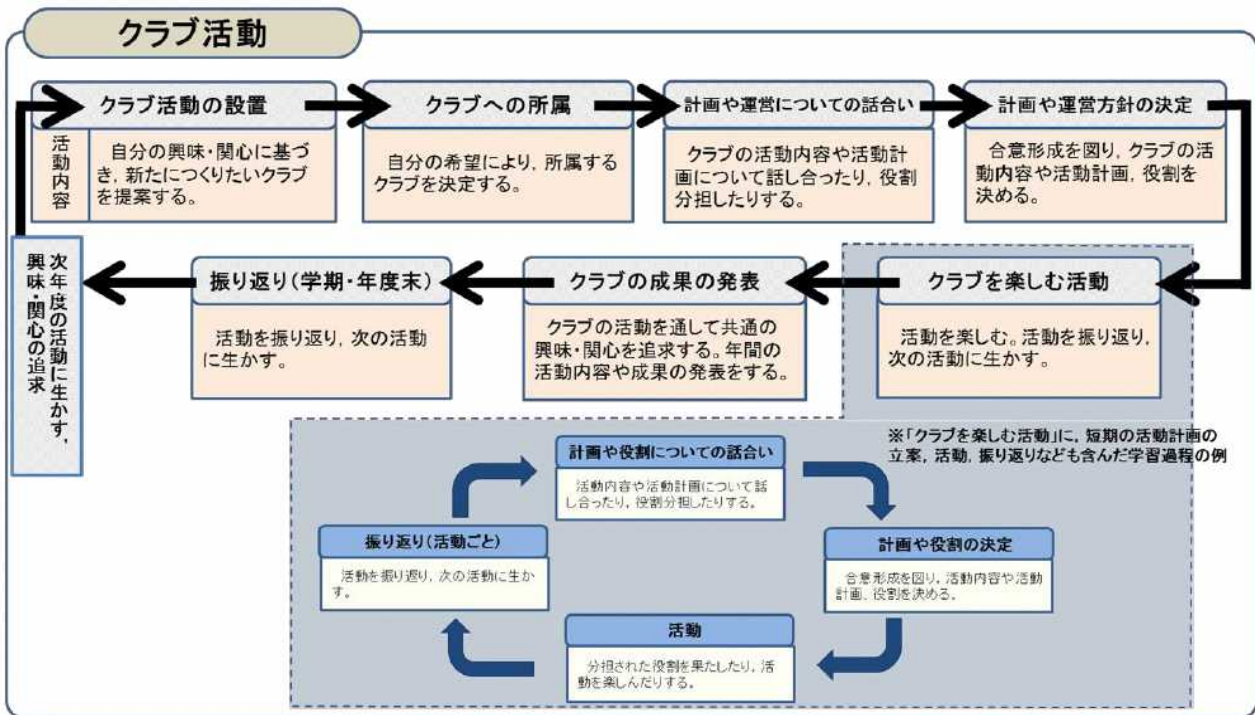 クラブ活動
クラブ活動の設置
活動内容
自分の興味・関心に基づ
き，新たにつくりたいクラブ
を提案する。
クラブへの所属
自分の希望により，所属する
クラブを決定する。
計画や運営についての話合い
クラブの活動内容や活動計
画について話し合ったり，役割
分担したりする。
計画や運営方針の決定
合意形成を図り，クラブの活
動内容や活動計画，役割を
決める。
クラブを楽しむ活動
活動を楽しむ。活動を振り返り，
次の活動に生かす。
クラブの成果の発表
クラブの活動を通して共通の
興味・関心を追求する。年間の
活動内容や成果の発表をする。
振り返り（学期・年度末）
活動を振り返り，次の活動
に生かす。
次年度の活動に生かす，
興味・関心の追求
※「クラブを楽しむ活動」に，短期の活動計画の
立案，活動，振り返りなども含んだ学習過程の例
計画や役割についての話合い
活動内容や活動計画について話
し合ったり，役割分担したりする。
計画や役割の決定
合意形成を図り，活動内容や活動
計画，役割を決める。
活動
分担された役割を果たしたり，活
動を楽しんだりする。
振り返り（活動ごと）
活動を振り返り，次の活動に生か
す。